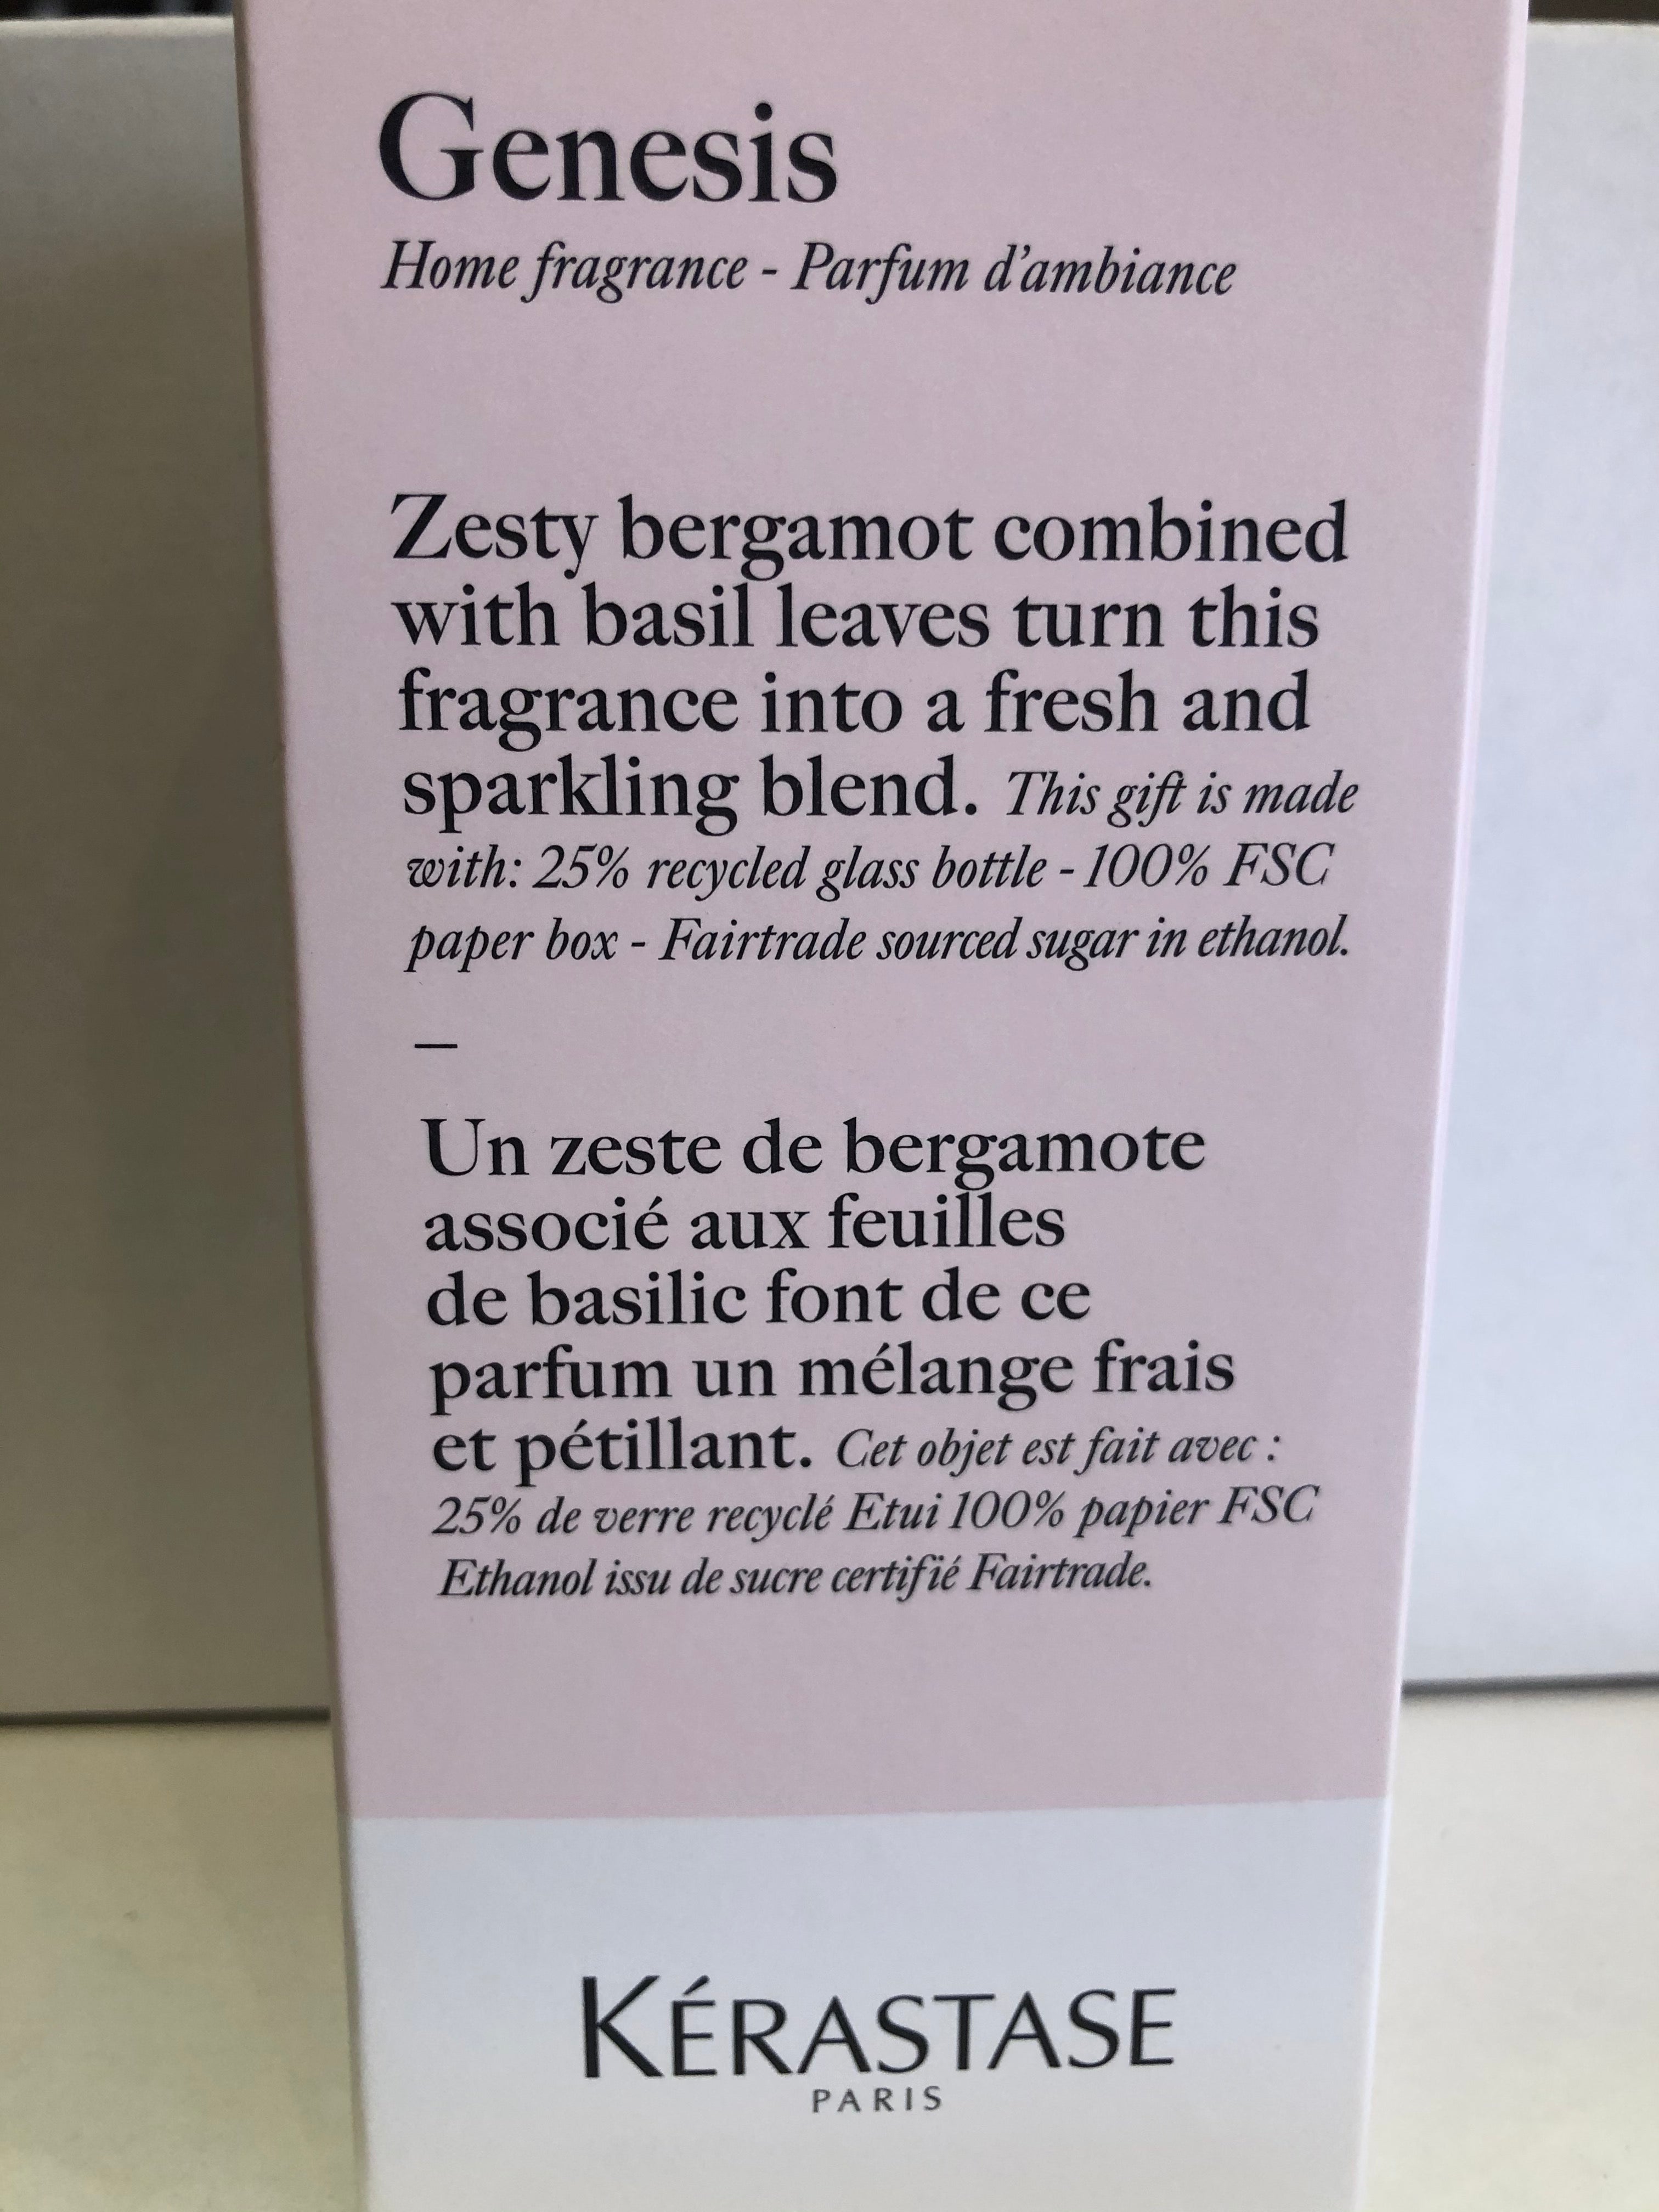 Genesis
Home fragrance - Parfum d'ambiance
Zesty bergamot combined
with basil leaves turn this
fragrance into a fresh and
sparkling blend. This gift is made
with: 25% recycled glass bottle - 100% FSC
paper box - Fairtrade sourced sugar in ethanol.
—
Un zeste de bergamote
associé aux feuilles
de basilic font de ce
parfum un mélange frais
et pétillant. Cet objet est fait avec :
25% de verre recyclé Etui 100% papier FSC
Ethanol issu de sucre certifié Fairtrade.
KÉRASTASE
PARIS